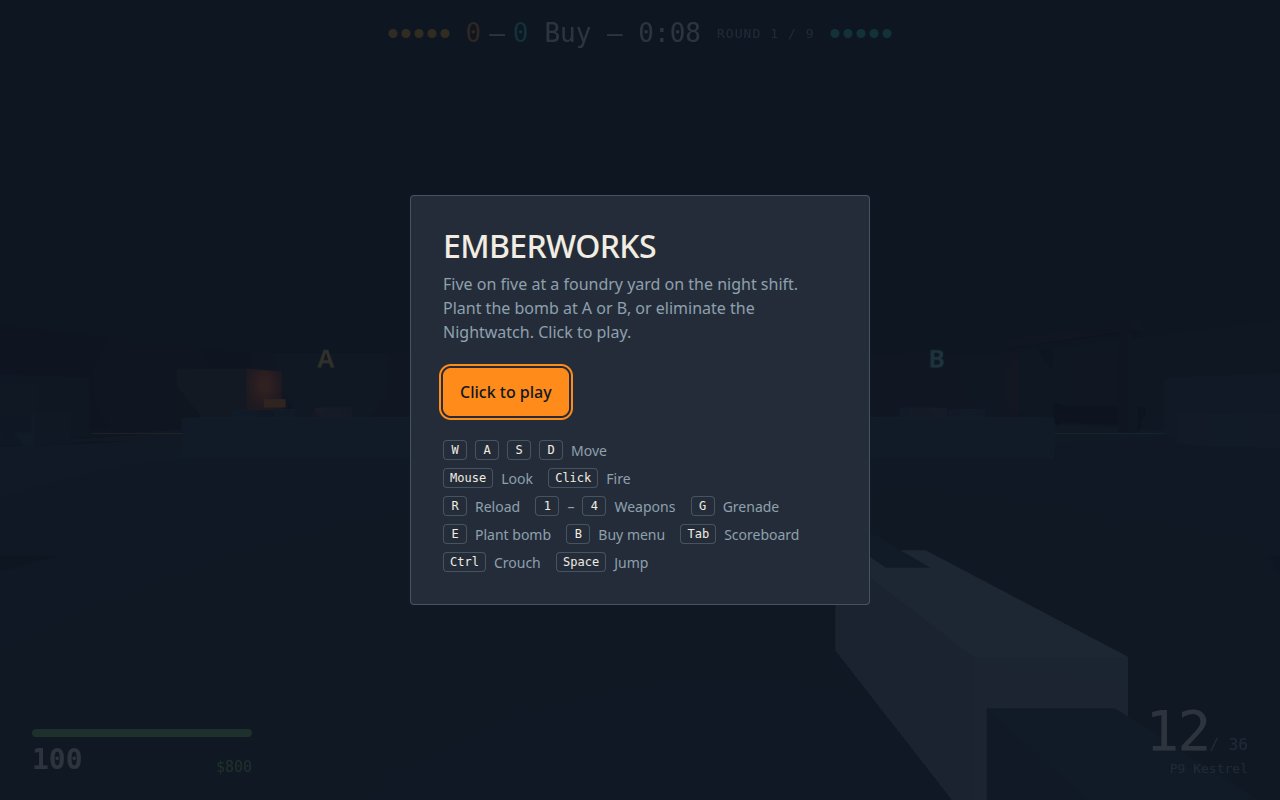 0 — 0 Buy — 0:08 ROUND 1 / 9
A
B
EMBERWORKS
Five on five at a foundry yard on the night shift.
Plant the bomb at A or B, or eliminate the
Nightwatch. Click to play.
Click to play
W A S D Move
Mouse Look Click Fire
R Reload 1 – 4 Weapons G Grenade
E Plant bomb B Buy menu Tab Scoreboard
Ctrl Crouch Space Jump
100 $800
12 / 36
P9 Kestrel